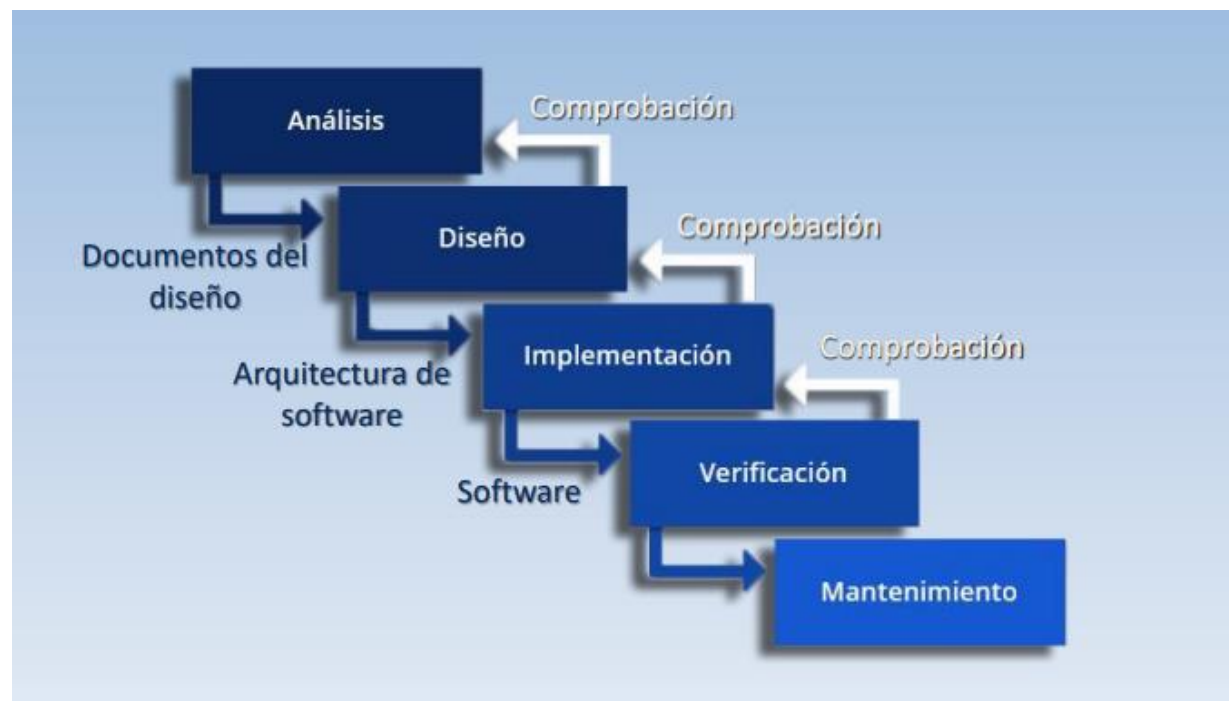 Análisis
Comprobación
Diseño
Comprobación
Documentos del
diseño
Implementación
Comprobación
Arquitectura de
software
Verificación
Software
Mantenimiento